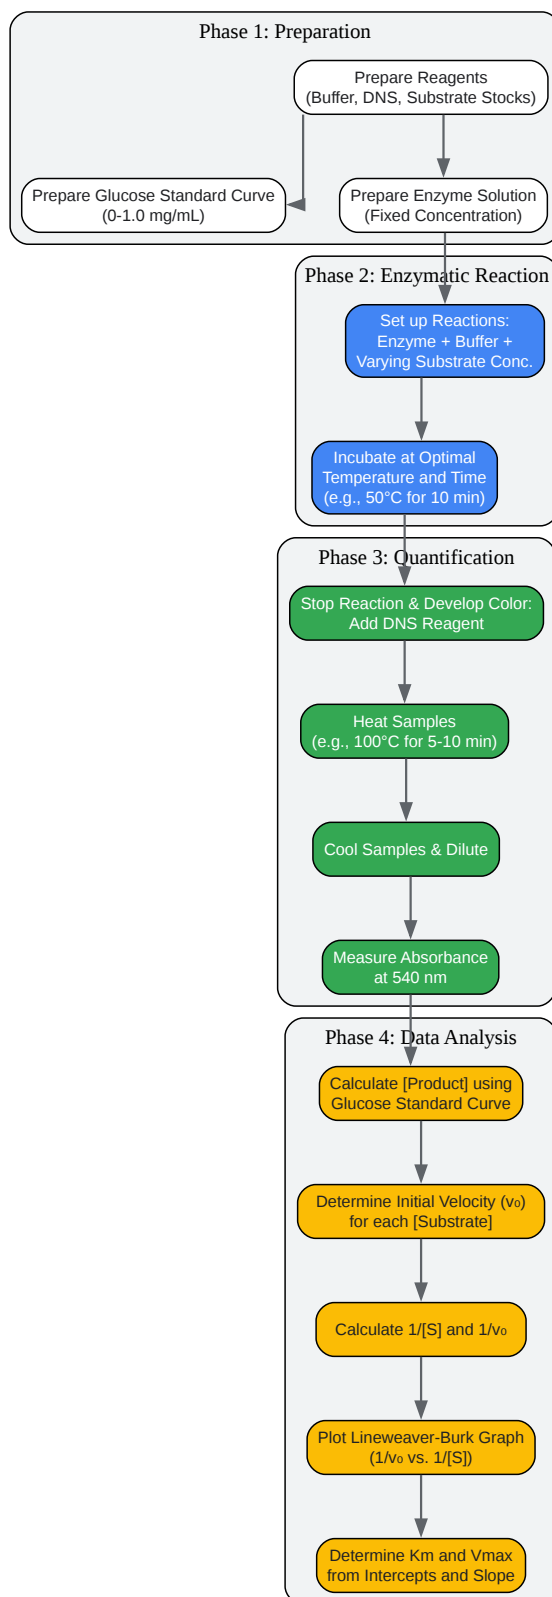 Phase 1: Preparation
Prepare Reagents
(Buffer, DNS, Substrate Stocks)
Prepare Glucose Standard Curve
(0-1.0 mg/mL)
Prepare Enzyme Solution
(Fixed Concentration)
Phase 2: Enzymatic Reaction
Set up Reactions:
Enzyme + Buffer +
Varying Substrate Conc.
Incubate at Optimal
Temperature and Time
(e.g., 50°C for 10 min)
Phase 3: Quantification
Stop Reaction & Develop Color:
Add DNS Reagent
Heat Samples
(e.g., 100°C for 5-10 min)
Cool Samples & Dilute
Measure Absorbance
at 540 nm
Phase 4: Data Analysis
Calculate [Product] using
Glucose Standard Curve
Determine Initial Velocity (v₀)
for each [Substrate]
Calculate 1/[S] and 1/v₀
Plot Lineweaver-Burk Graph
(1/v₀ vs. 1/[S])
Determine Km and Vmax
from Intercepts and Slope